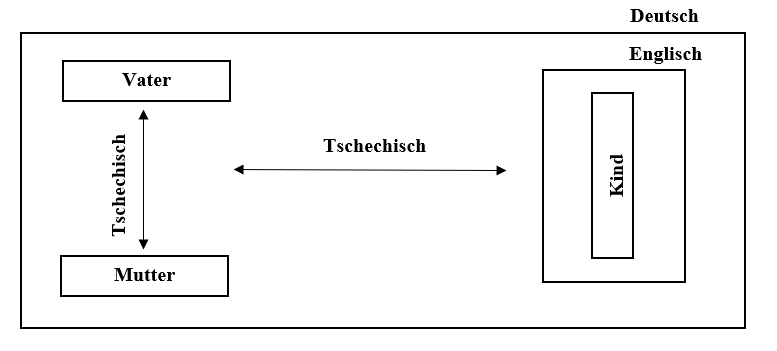 Deutsch
Englisch
Vater
Tschechisch
Tschechisch
Kind
Mutter